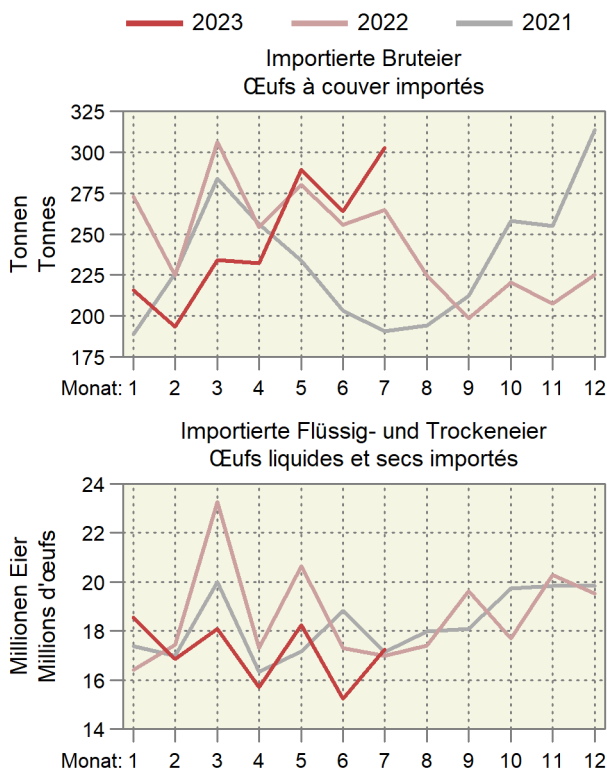 2023 2022 2021
Importierte Bruteier
Œufs à couver importés
Tonnen
Tonnes
325
300
275
250
225
200
175
Monat: 1 2 3 4 5 6 7 8 9 10 11 12
Importierte Flüssig- und Trockeneier
Œufs liquides et secs importés
Millionen Eier
Millions d'œufs
24
22
20
18
16
14
Monat: 1 2 3 4 5 6 7 8 9 10 11 12